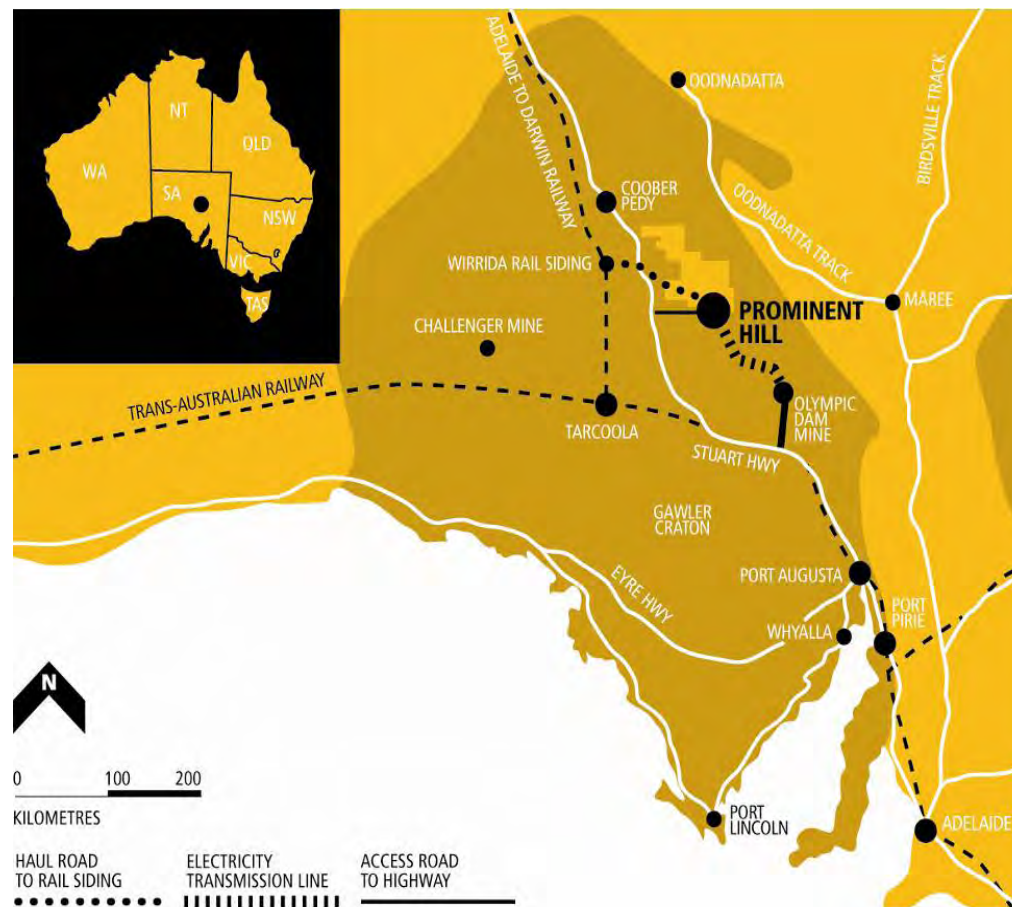 WA
NT
QLD
SA
NSW
VIC
TAS
ADELAIDE TO DARWIN RAILWAY
OODNADATTA
BIRDSVILLE TRACK
COOBER
PEDY
OODNADATTA TRACK
WIRRIDA RAIL SIDING
MAREE
PROMINENT
HILL
CHALLENGER MINE
TRANS-AUSTRALIAN RAILWAY
TARCOOLA
OLYMPIC
DAM
MINE
STUART HWY
GAWLER
CRATON
PORT AUGUSTA
EYRE HWY
PORT
PIRIE
WHYALLA
N
0 100 200
KILOMETRES
PORT
LINCOLN
ADELAIDE
HAUL ROAD
TO RAIL SIDING
ELECTRICITY
TRANSMISSION LINE
ACCESS ROAD
TO HIGHWAY